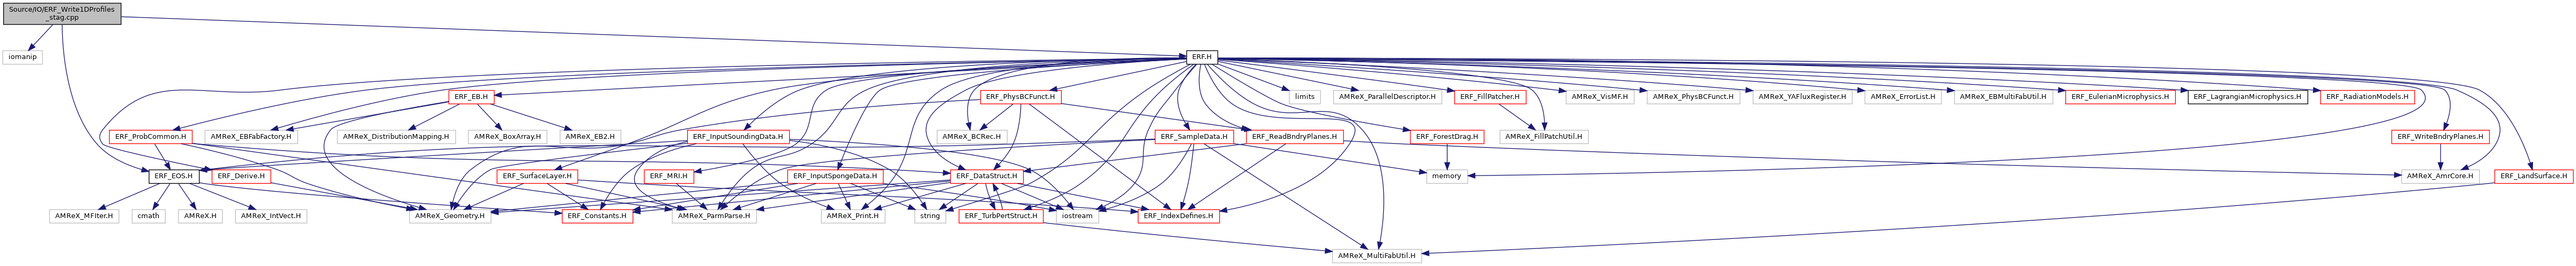 Source/IO/ERF_Write1DProfiles
_stag.cpp
iomanip
ERF.H
ERF_EB.H
ERF_PhysBCFunct.H
limits
AMReX_ParallelDescriptor.H
ERF_FillPatcher.H
AMReX_VisMF.H
AMReX_PhysBCFunct.H
AMReX_YAFluxRegister.H
AMReX_ErrorList.H
AMReX_EBMultiFabUtil.H
ERF_EulerianMicrophysics.H
ERF_LagrangianMicrophysics.H
ERF_RadiationModels.H
ERF_ProbCommon.H
AMReX_EBFabFactory.H
AMReX_DistributionMapping.H
AMReX_BoxArray.H
AMReX_EB2.H
ERF_InputSoundingData.H
AMReX_BCRec.H
ERF_SampleData.H
ERF_ReadBndryPlanes.H
ERF_ForestDrag.H
AMReX_FillPatchUtil.H
ERF_WriteBndryPlanes.H
ERF_EOS.H
ERF_Derive.H
ERF_SurfaceLayer.H
ERF_MRI.H
ERF_InputSpongeData.H
ERF_DataStruct.H
memory
AMReX_AmrCore.H
ERF_LandSurface.H
AMReX_MFIter.H
cmath
AMReX.H
AMReX_IntVect.H
AMReX_Geometry.H
ERF_Constants.H
AMReX_ParmParse.H
AMReX_Print.H
string
ERF_TurbPertStruct.H
iostream
ERF_IndexDefines.H
AMReX_MultiFabUtil.H